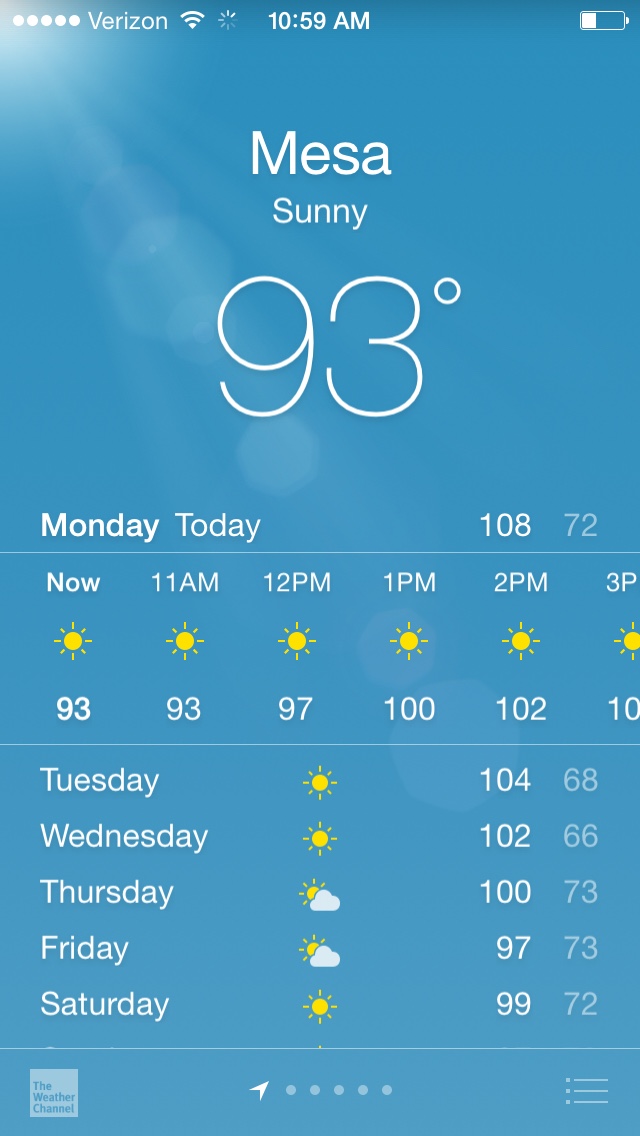 Verizon 10:59 AM
Mesa
Sunny
93°
Monday Today 108 72
Now 11AM 12PM 1PM 2PM 3P
93 93 97 100 102 10
Tuesday 104 68
Wednesday 102 66
Thursday 100 73
Friday 97 73
Saturday 99 72
The
Weather
Channel